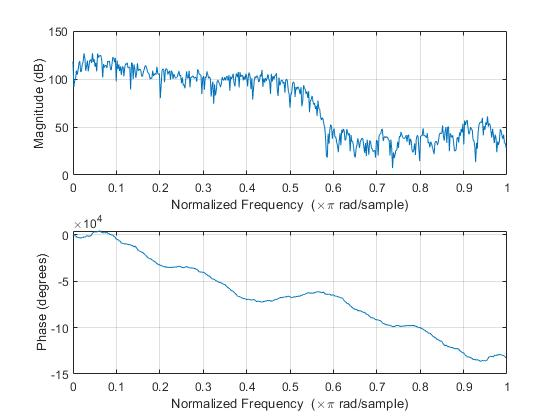 150
100
50
0
Magnitude (dB)
0 0.1 0.2 0.3 0.4 0.5 0.6 0.7 0.8 0.9 1
Normalized Frequency (×π rad/sample)
×10⁴
0
-5
-10
-15
Phase (degrees)
0 0.1 0.2 0.3 0.4 0.5 0.6 0.7 0.8 0.9 1
Normalized Frequency (×π rad/sample)